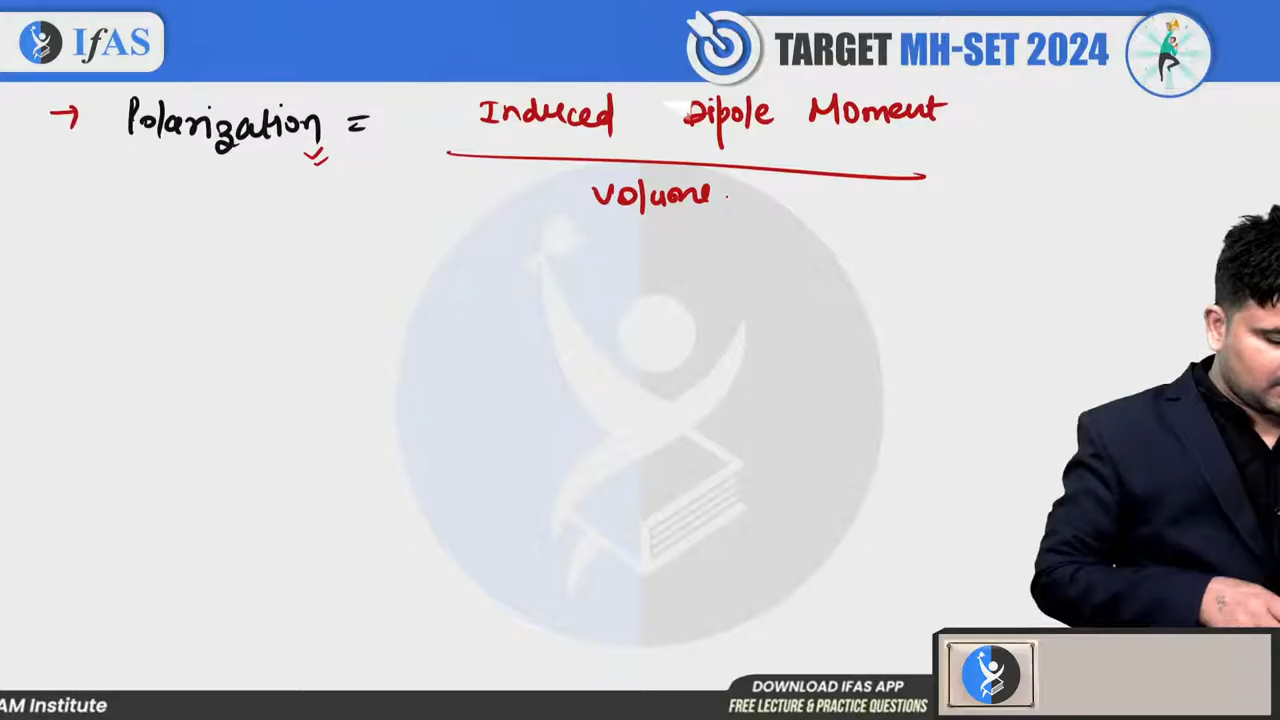 IfAS
TARGET MH-SET 2024
→ Polarization = Induced Dipole Moment
volume
DOWNLOAD IFAS APP
FREE LECTURE & PRACTICE QUESTIONS
AM Institute